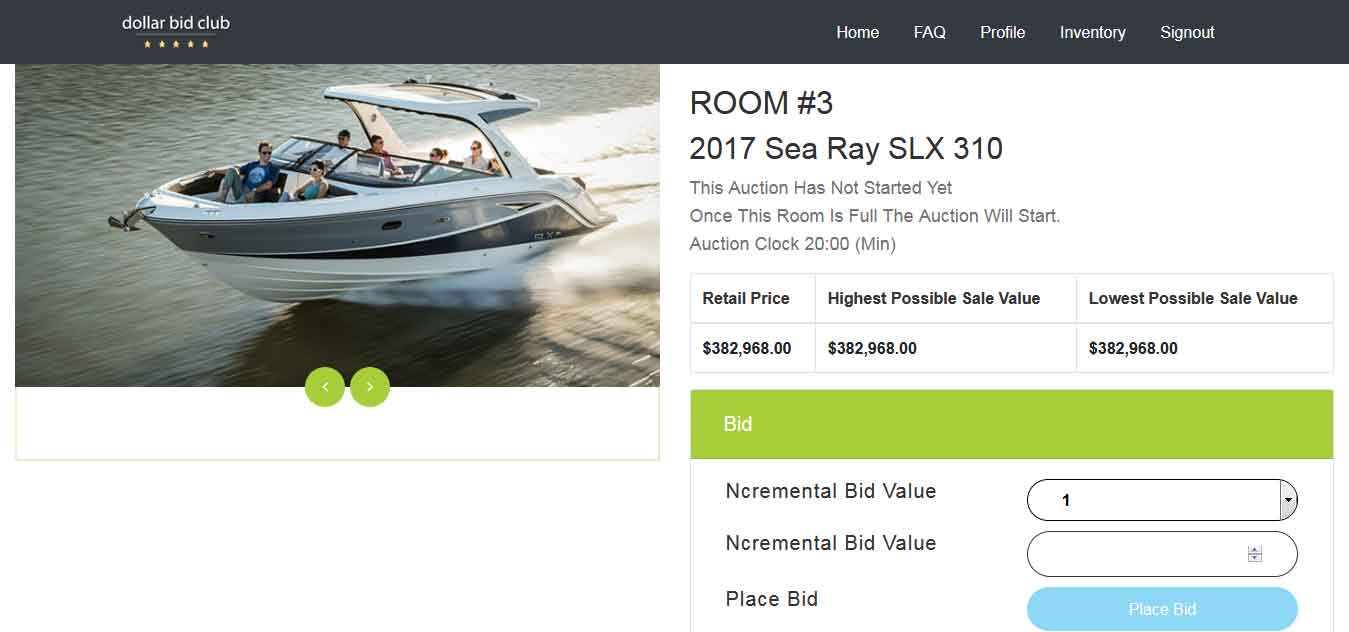 dollar bid club
Home FAQ Profile Inventory Signout
ROOM #3
2017 Sea Ray SLX 310
This Auction Has Not Started Yet
Once This Room Is Full The Auction Will Start.
Auction Clock 20:00 (Min)
Retail Price Highest Possible Sale Value Lowest Possible Sale Value
$382,968.00 $382,968.00 $382,968.00
Bid
Ncremental Bid Value 1
Ncremental Bid Value
Place Bid Place Bid
SLX